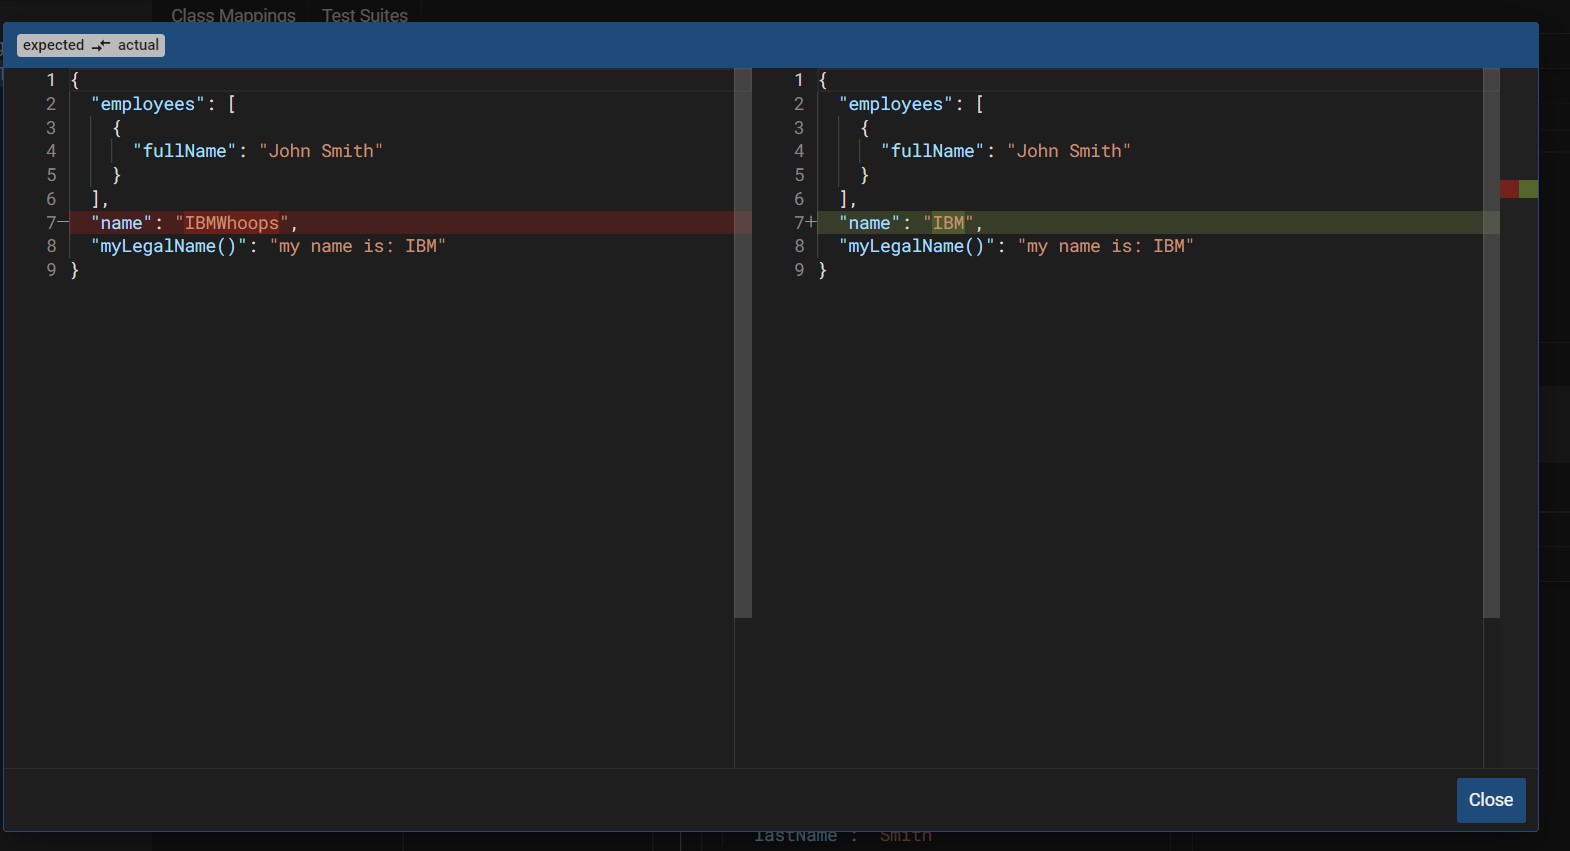 Class Mappings Test Suites
expected actual
1 {
2 "employees": [
3 {
4 "fullName": "John Smith"
5 }
6 ],
7- "name": "IBMWhoops",
8 "myLegalName()": "my name is: IBM"
9 }
1 {
2 "employees": [
3 {
4 "fullName": "John Smith"
5 }
6 ],
7+ "name": "IBM",
8 "myLegalName()": "my name is: IBM"
9 }
Close
lastName : Smith